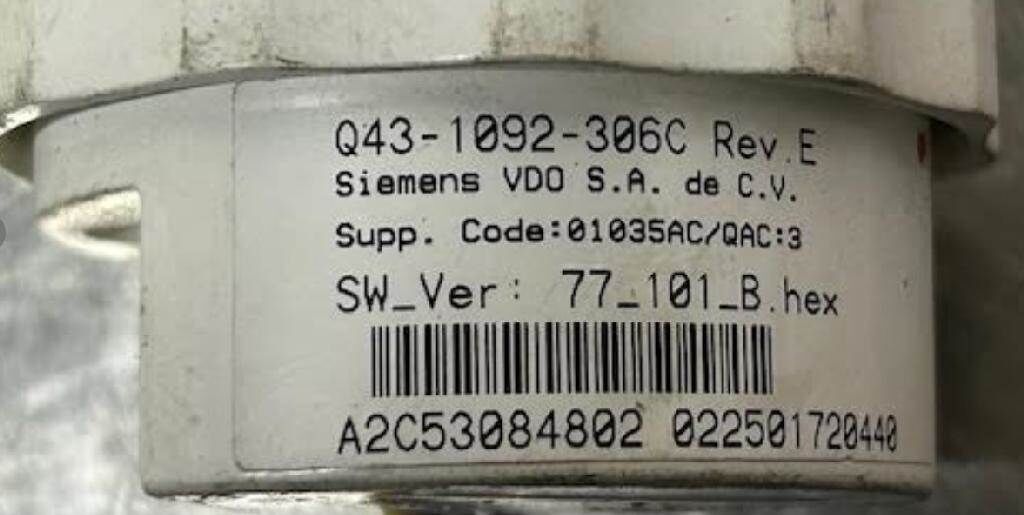 Q43-1092-306C Rev.E
Siemens VDO S.A. de C.V.
Supp. Code:01035AC/QAC:3
SW_Ver: 77_101_B.hex
A2C53084802 022501720440